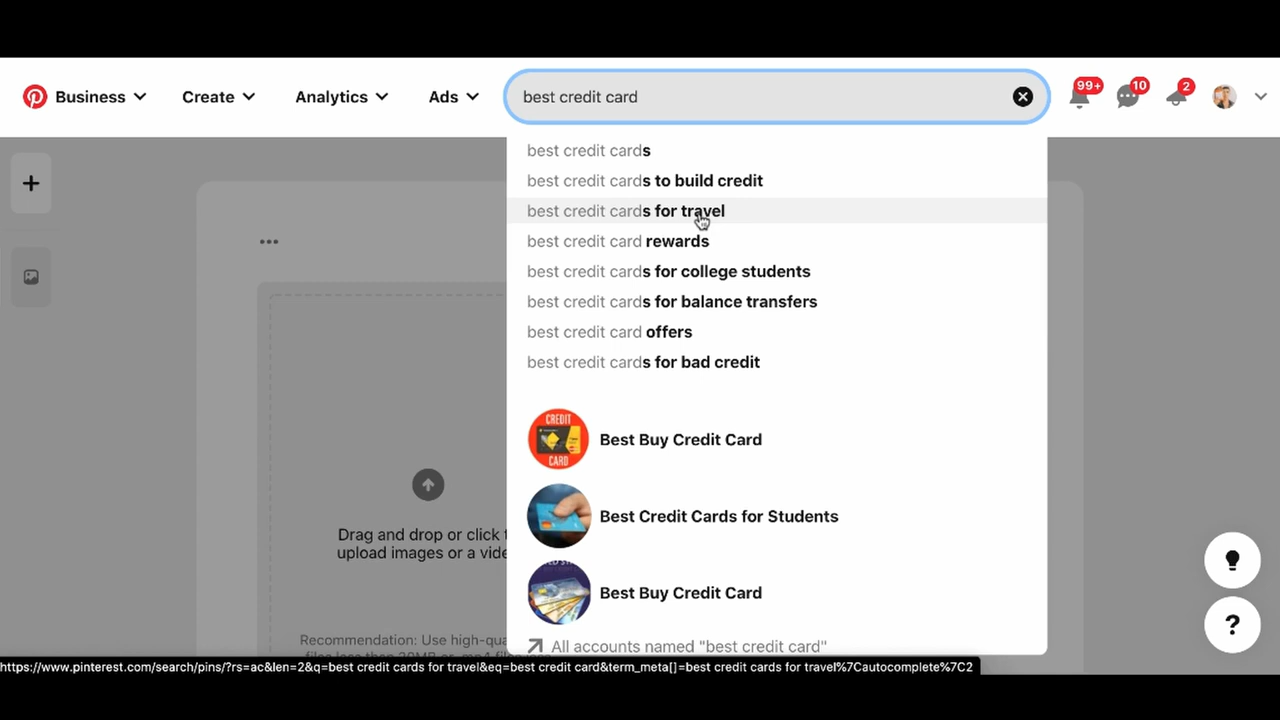 Business Create Analytics Ads best credit card 99+ 10 2
best credit cards
best credit cards to build credit
best credit cards for travel
best credit card rewards
best credit cards for college students
best credit cards for balance transfers
best credit card offers
best credit cards for bad credit
CREDIT
CARD
Best Buy Credit Card
Best Credit Cards for Students
Best Buy Credit Card
All accounts named "best credit card"
Drag and drop or click
upload images or a
Recommendation: Use
?
https://www.pinterest.com/search/pins/?rs=ac&len=2&q=best credit cards for travel&eq=best credit card&term_meta[]=best credit cards for travel%7Cautocomplete%7C2